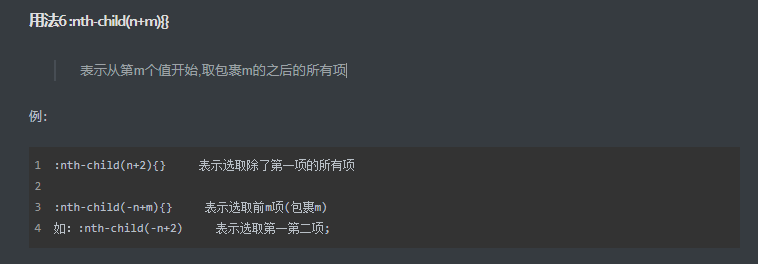 用法6 :nth-child(n+m){}
表示从第m个值开始,取包裹m的之后的所有项
例:
1 :nth-child(n+2){} 表示选取除了第一项的所有项
2
3 :nth-child(-n+m){} 表示选取前m项(包裹m)
4 如: :nth-child(-n+2) 表示选取第一第二项;